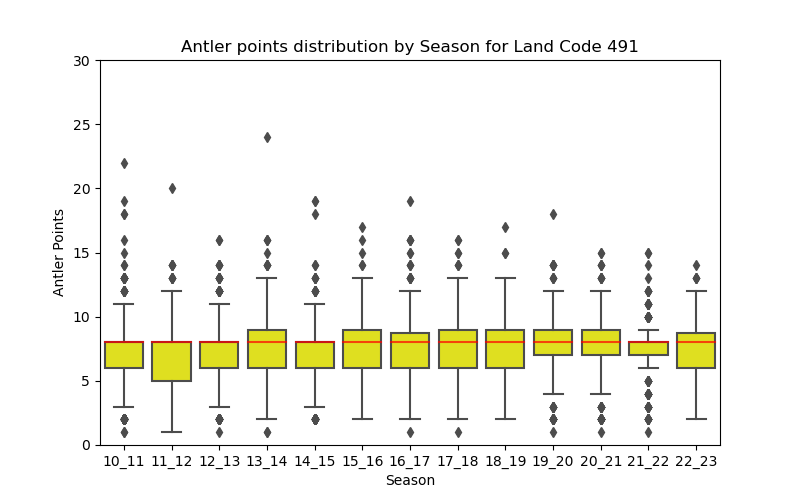 Antler points distribution by Season for Land Code 491
30
25
20
15
10
5
0
Antler Points
10_11 11_12 12_13 13_14 14_15 15_16 16_17 17_18 18_19 19_20 20_21 21_22 22_23
Season